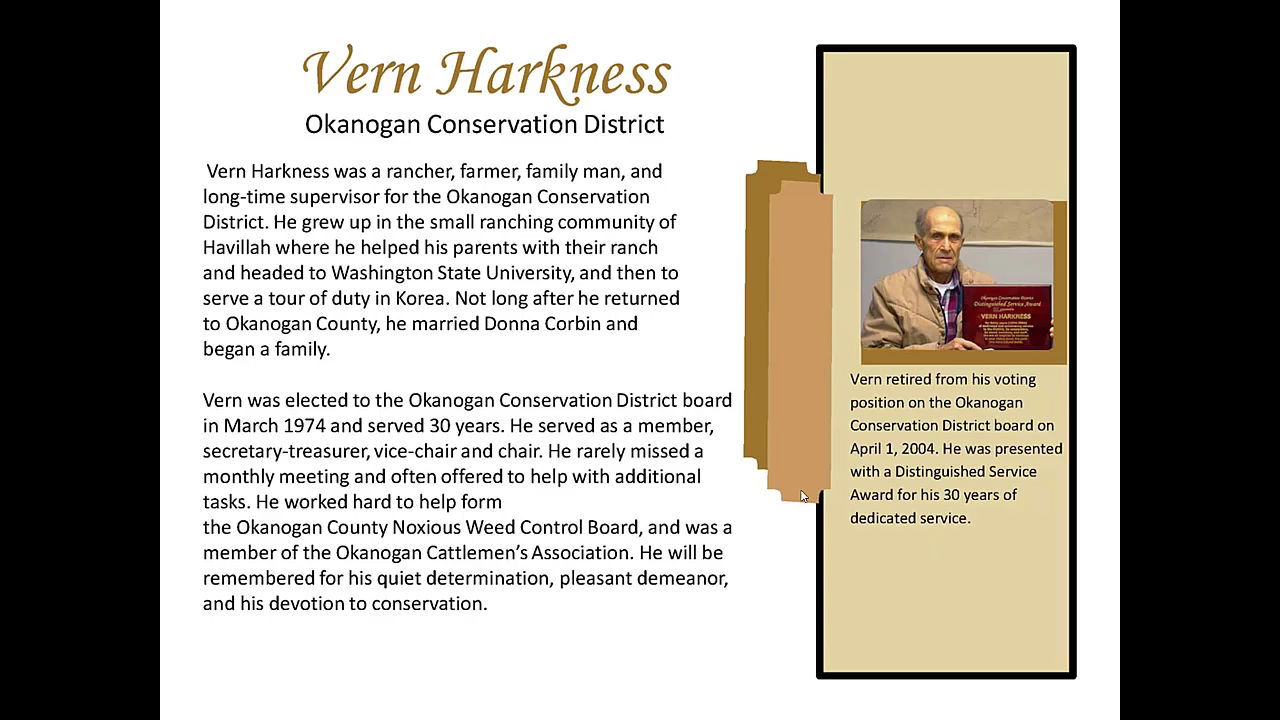 Vern Harkness
Okanogan Conservation District
Vern Harkness was a rancher, farmer, family man, and
long-time supervisor for the Okanogan Conservation
District. He grew up in the small ranching community of
Havillah where he helped his parents with their ranch
and headed to Washington State University, and then to
serve a tour of duty in Korea. Not long after he returned
to Okanogan County, he married Donna Corbin and
began a family.
Vern was elected to the Okanogan Conservation District board
in March 1974 and served 30 years. He served as a member,
secretary-treasurer, vice-chair and chair. He rarely missed a
monthly meeting and often offered to help with additional
tasks. He worked hard to help form
the Okanogan County Noxious Weed Control Board, and was a
member of the Okanogan Cattlemen’s Association. He will be
remembered for his quiet determination, pleasant demeanor,
and his devotion to conservation.
Okanogan Conservation District
Distinguished Service Award
VERN HARKNESS
Vern retired from his voting
position on the Okanogan
Conservation District board on
April 1, 2004. He was presented
with a Distinguished Service
Award for his 30 years of
dedicated service.